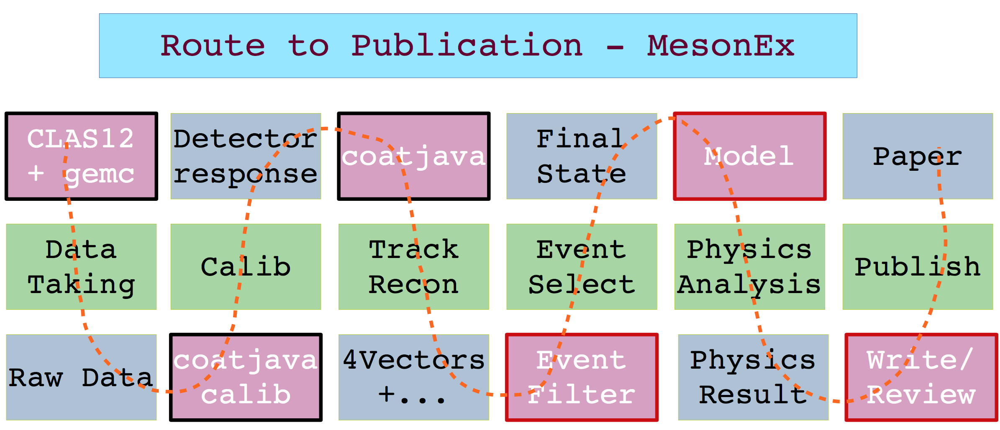 Route to Publication – MesonEx
CLAS12
+ gemc
Detector
response
coatjava
Final
State
Model
Paper
Data
Taking
Calib
Track
Recon
Event
Select
Physics
Analysis
Publish
Raw Data
coatjava
calib
4Vectors
+...
Event
Filter
Physics
Result
Write/
Review